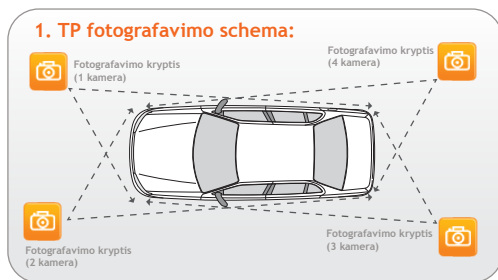 1. TP fotografavimo schema:
Fotografavimo kryptis
(1 kamera)
Fotografavimo kryptis
(4 kamera)
Fotografavimo kryptis
(2 kamera)
Fotografavimo kryptis
(3 kamera)